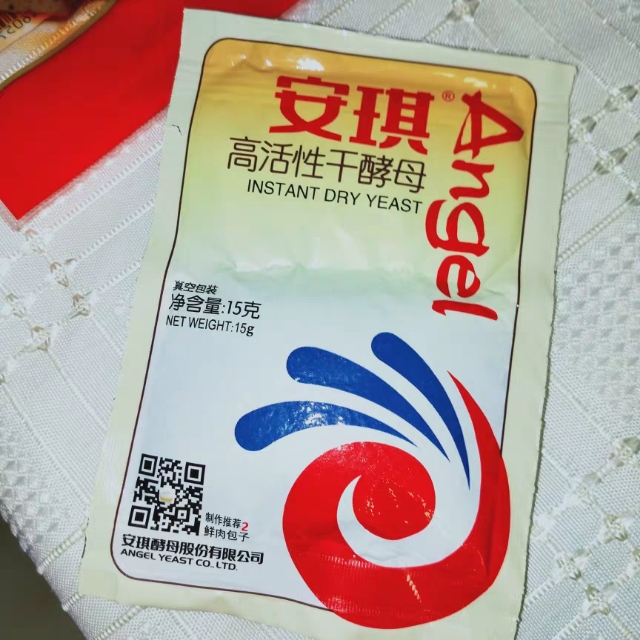 安琪®
Angel
高活性干酵母
INSTANT DRY YEAST
真空包装
净含量:15克
NET WEIGHT:15g
制作推荐2
鲜肉包子
安琪酵母股份有限公司
ANGEL YEAST CO., LTD.